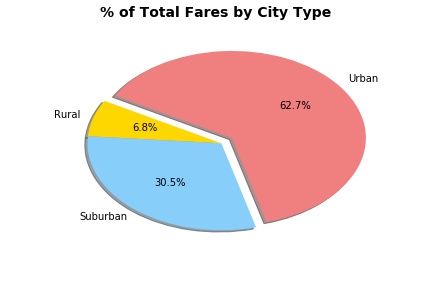 % of Total Fares by City Type
Urban
62.7%
Rural
6.8%
30.5%
Suburban